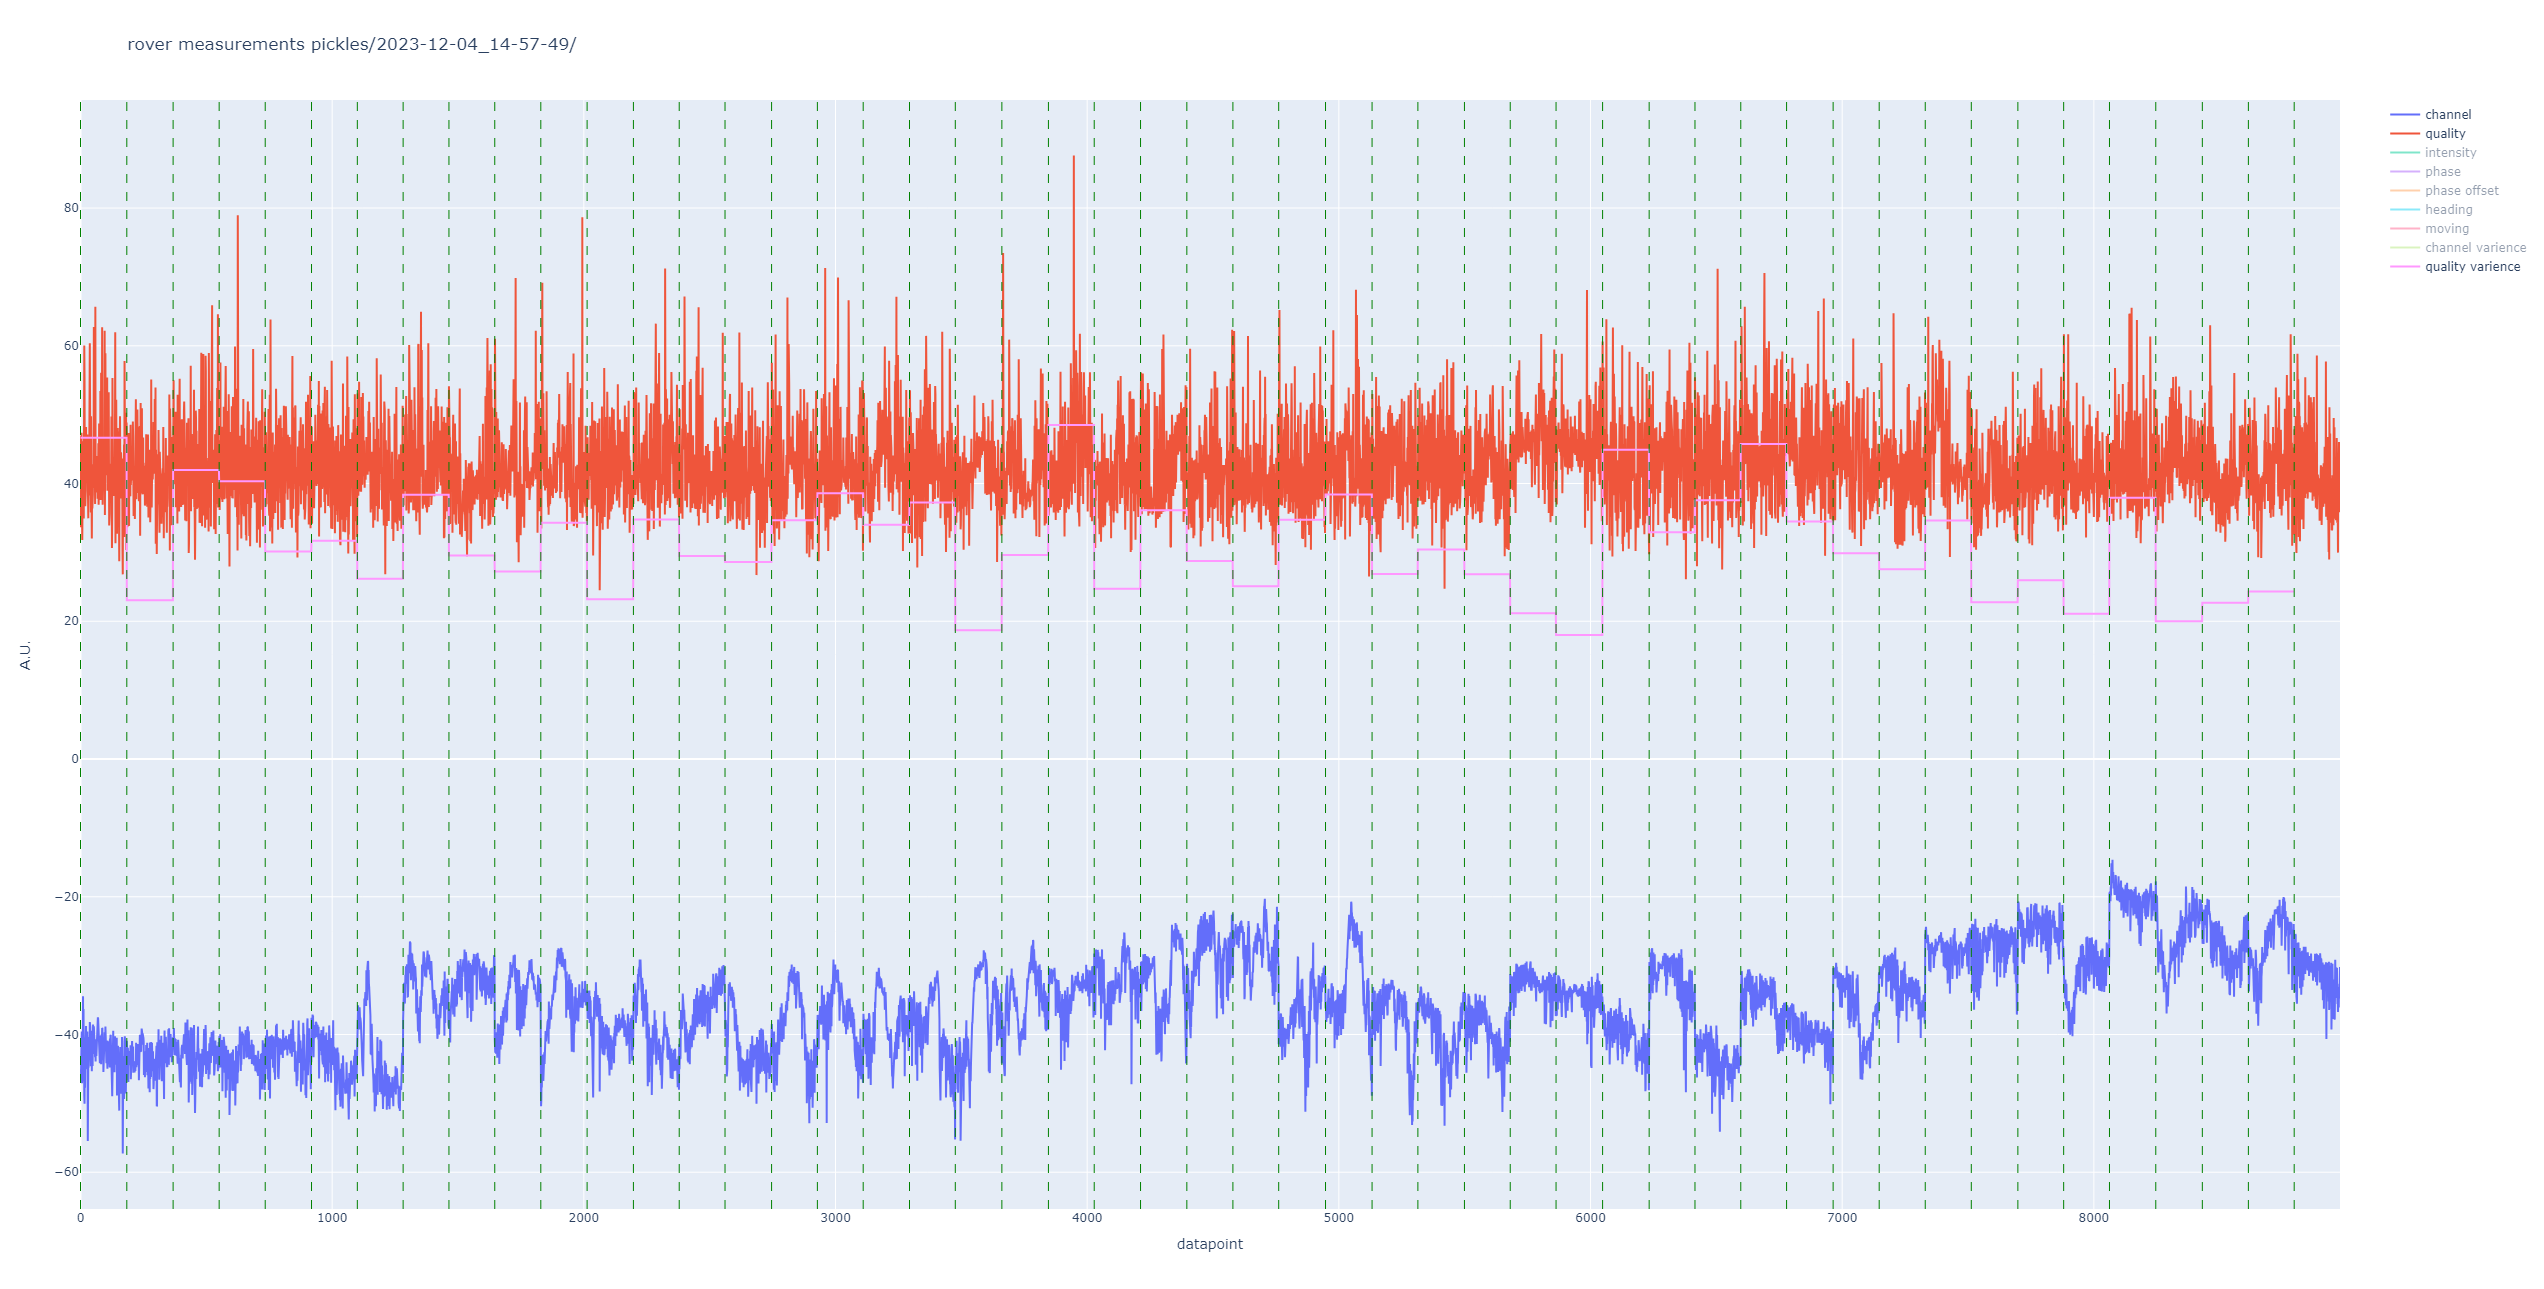 rover measurements pickles/2023-12-04_14-57-49/
channel
quality
intensity
phase
phase offset
heading
moving
channel varience
quality varience
80
60
40
20
0
−20
−40
−60
A.U.
0 1000 2000 3000 4000 5000 6000 7000 8000
datapoint